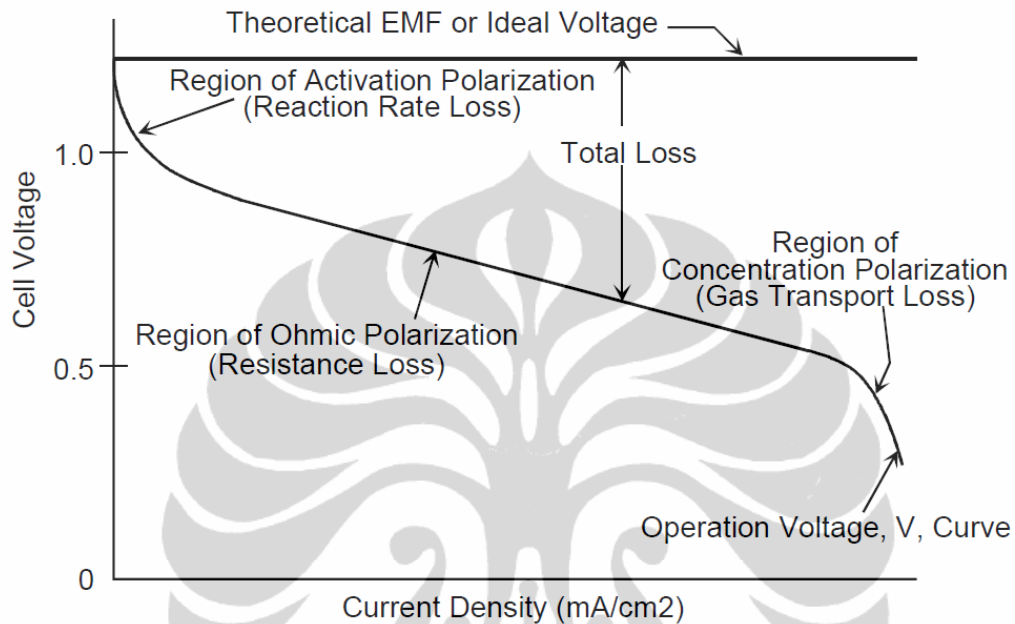 Theoretical EMF or Ideal Voltage
Region of Activation Polarization
(Reaction Rate Loss)
1.0
Total Loss
Cell Voltage
Region of
Concentration Polarization
(Gas Transport Loss)
Region of Ohmic Polarization
(Resistance Loss)
0.5
Operation Voltage, V, Curve
0
Current Density (mA/cm2)